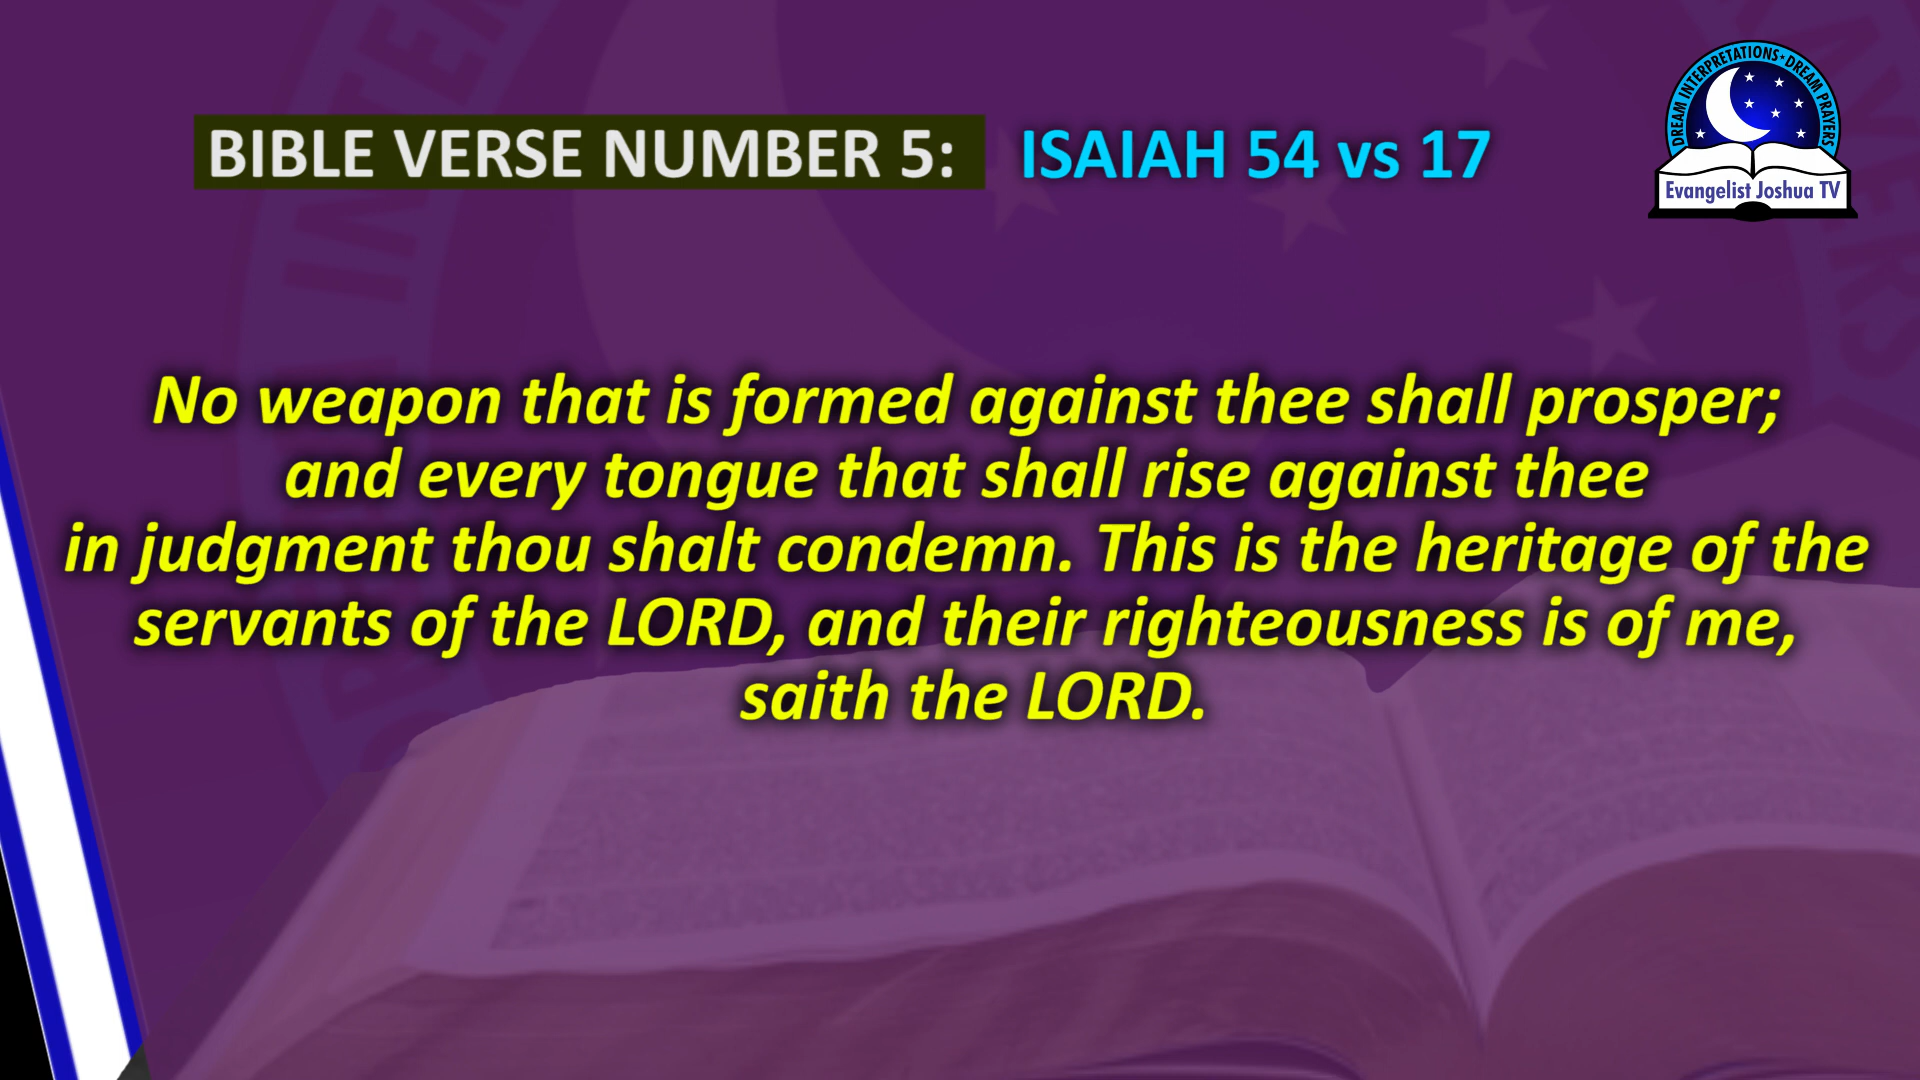 BIBLE VERSE NUMBER 5: ISAIAH 54 vs 17
DREAM INTERPRETATIONS★DREAM PRAYERS
Evangelist Joshua TV
No weapon that is formed against thee shall prosper;
and every tongue that shall rise against thee
in judgment thou shalt condemn. This is the heritage of the
servants of the LORD, and their righteousness is of me,
saith the LORD.